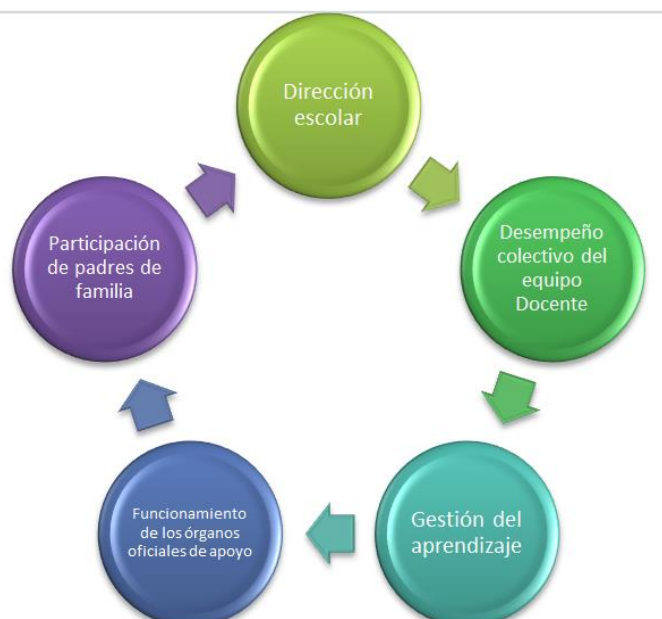 Dirección
escolar
Desempeño
colectivo del
equipo
Docente
Gestión del
aprendizaje
Funcionamiento
de los órganos
oficiales de apoyo
Participación
de padres de
familia